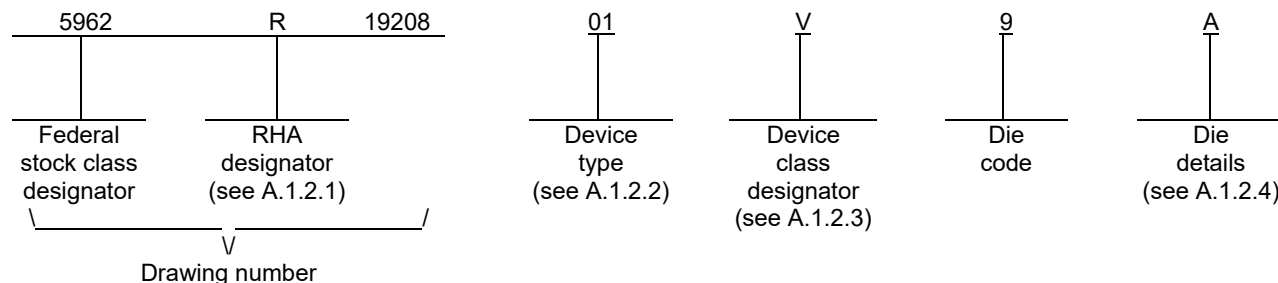 5962 R 19208 01 V 9 A
Federal stock class designator
RHA designator (see A.1.2.1)
Device type (see A.1.2.2)
Device class designator (see A.1.2.3)
Die code
Die details (see A.1.2.4)
Drawing number